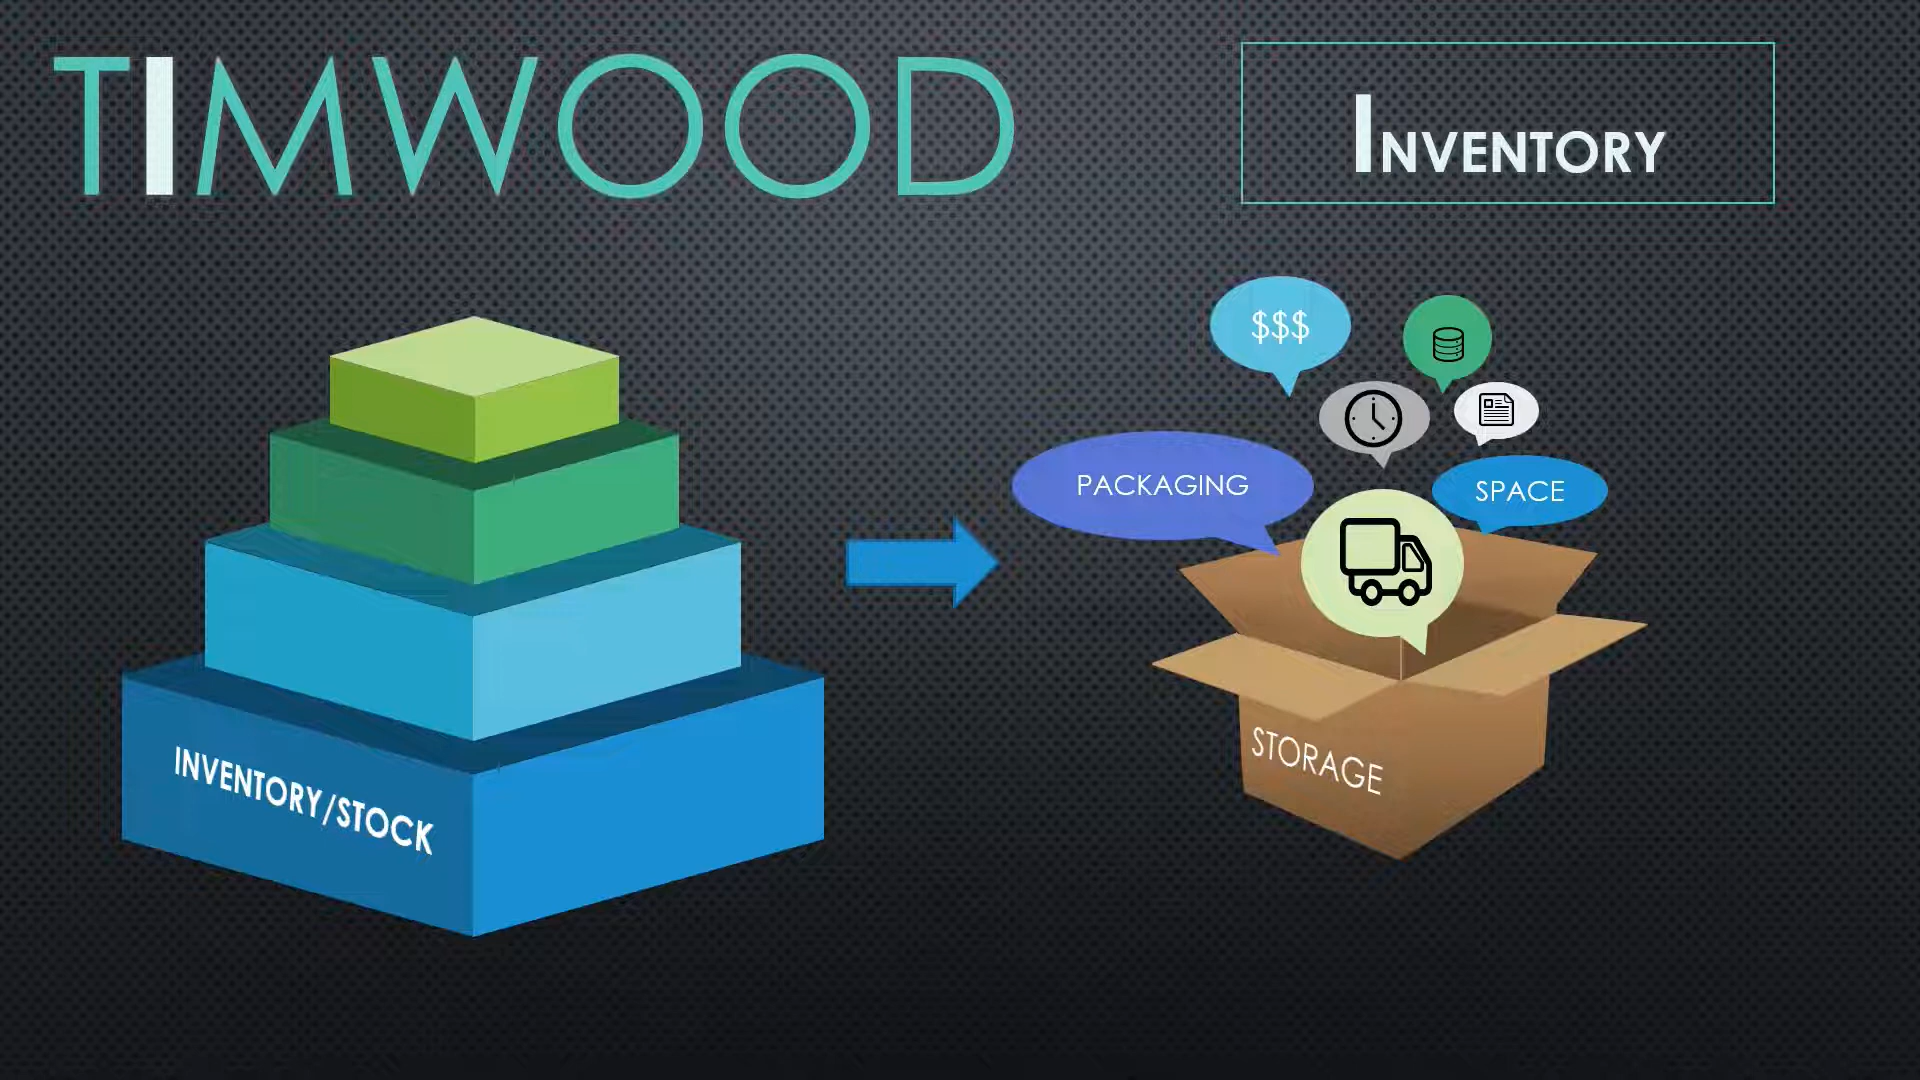 TIMWOOD
INVENTORY
$$$
PACKAGING
SPACE
STORAGE
INVENTORY/STOCK